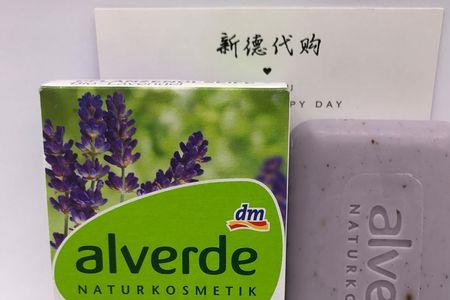 新德代购
U
PY DAY
dm
alverde
NATURKOSMETIK
alve
NATURKO